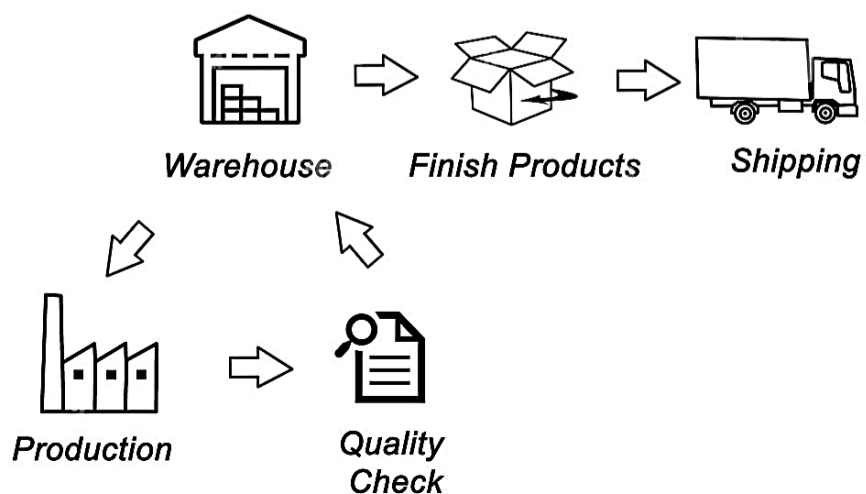 Warehouse
Finish Products
Shipping
Production
Quality
Check